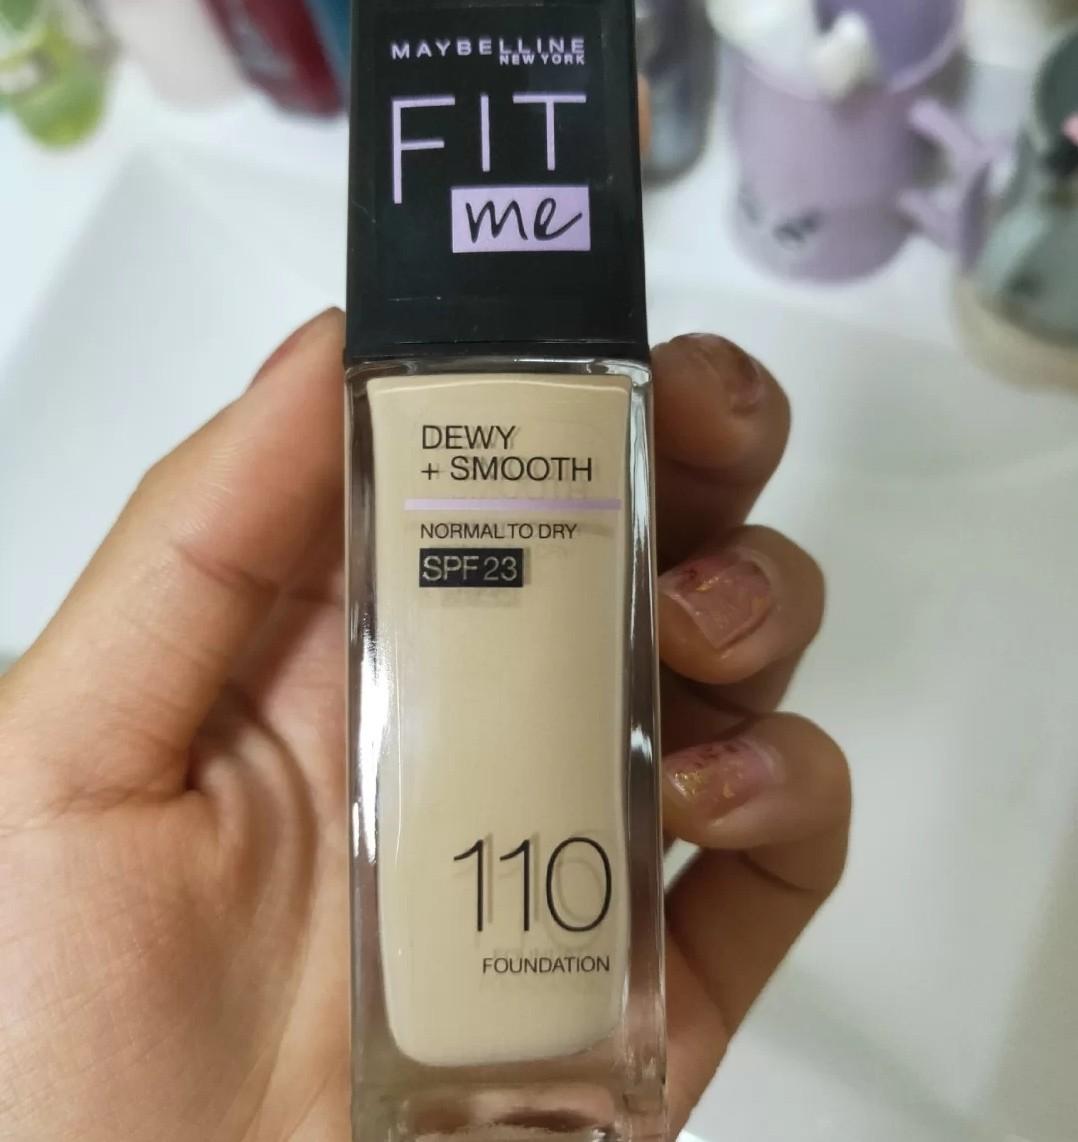 MAYBELLINE
NEW YORK
FIT
me
DEWY
+ SMOOTH
NORMAL TO DRY
SPF 23
110
FOUNDATION